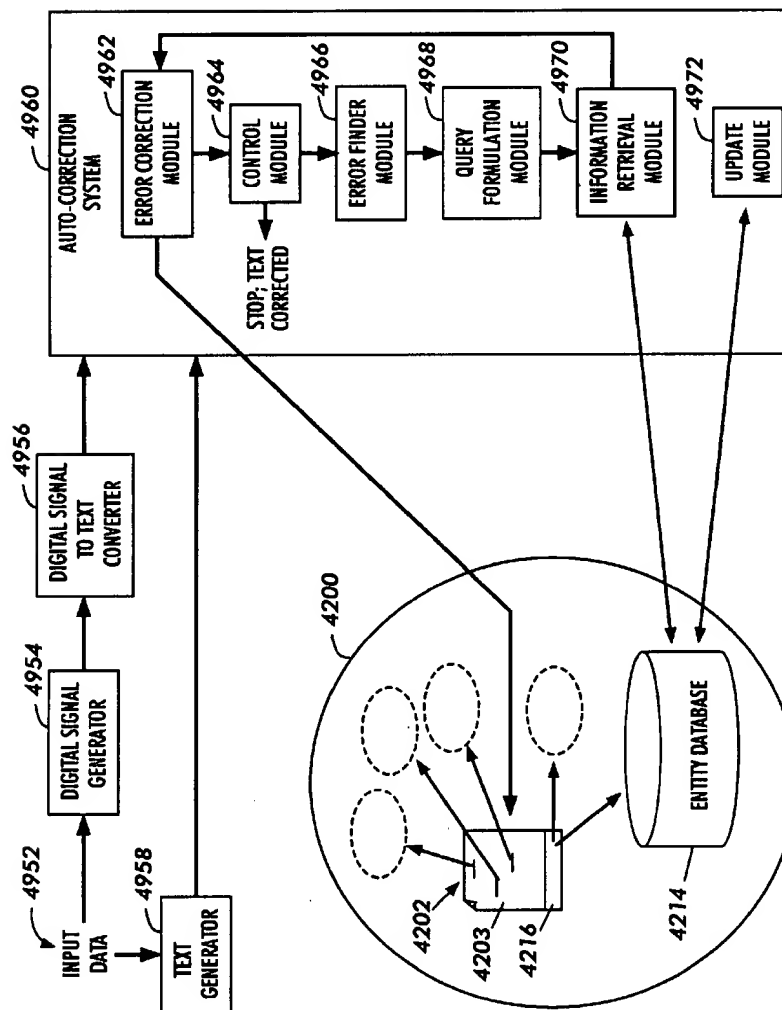 4952
INPUT
DATA
4954
DIGITAL SIGNAL
GENERATOR
4956
DIGITAL SIGNAL
TO TEXT
CONVERTER
4958
TEXT
GENERATOR
4960
AUTO-CORRECTION
SYSTEM
4962
ERROR CORRECTION
MODULE
4964
CONTROL
MODULE
STOP; TEXT
CORRECTED
4966
ERROR FINDER
MODULE
4968
QUERY
FORMULATION
MODULE
4970
INFORMATION
RETRIEVAL
MODULE
4972
UPDATE
MODULE
4200
4202
4203
4216
ENTITY DATABASE
4214